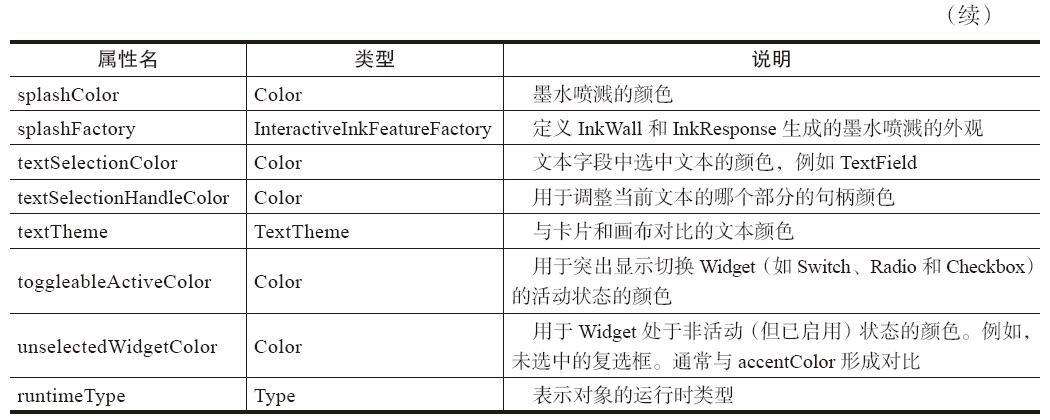 （续）
属性名 类型 说明
splashColor Color 墨水喷溅的颜色
splashFactory InteractiveInkFeatureFactory 定义 InkWall 和 InkResponse 生成的墨水喷溅的外观
textSelectionColor Color 文本字段中选中文本的颜色，例如 TextField
textSelectionHandleColor Color 用于调整当前文本的哪个部分的句柄颜色
textTheme TextTheme 与卡片和画布对比的文本颜色
toggleableActiveColor Color 用于突出显示切换 Widget（如 Switch、Radio 和 Checkbox）
的活动状态的颜色
unselectedWidgetColor Color 用于 Widget 处于非活动（但已启用）状态的颜色。例如，
未选中的复选框。通常与 accentColor 形成对比
runtimeType Type 表示对象的运行时类型